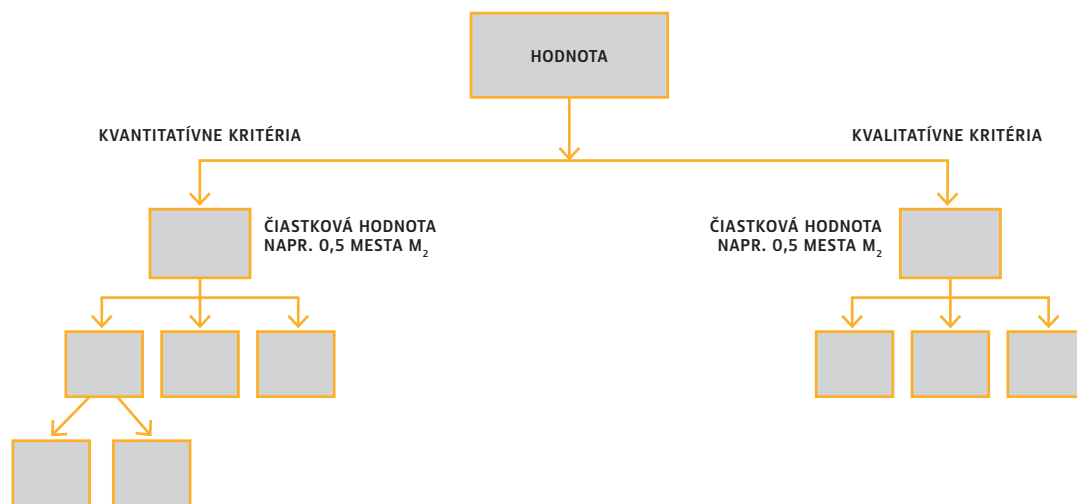 HODNOTA
KVANTITATÍVNE KRITÉRIA
KVALITATÍVNE KRITÉRIA
ČIASTKOVÁ HODNOTA
NAPR. 0,5 MESTA M₂
ČIASTKOVÁ HODNOTA
NAPR. 0,5 MESTA M₂